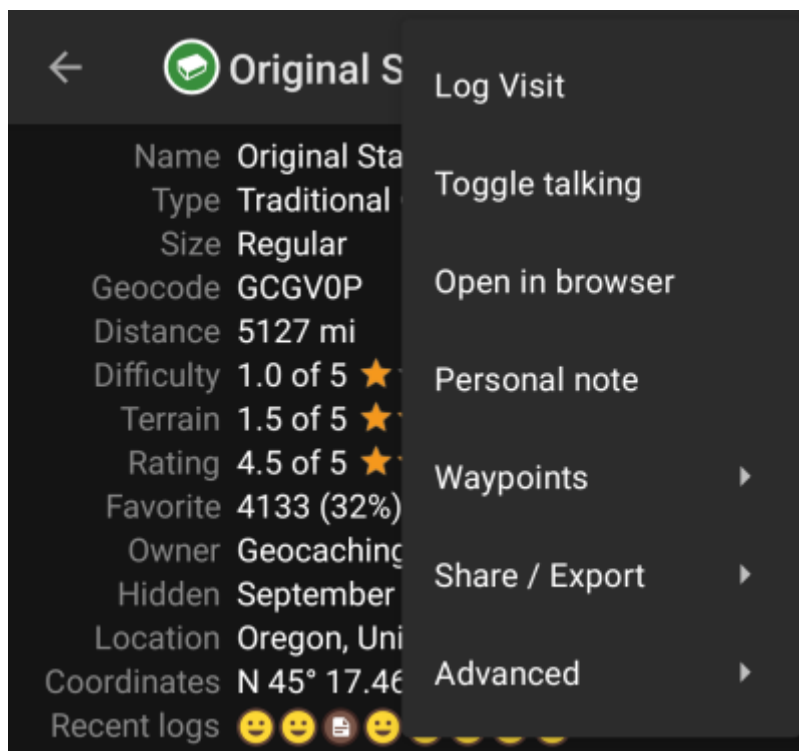 Original S
Name Original Sta
Type Traditional
Size Regular
Geocode GCGV0P
Distance 5127 mi
Difficulty 1.0 of 5
Terrain 1.5 of 5
Rating 4.5 of 5
Favorite 4133 (32%)
Owner Geocaching
Hidden September
Location Oregon, Uni
Coordinates N 45° 17.46
Recent logs
Log Visit
Toggle talking
Open in browser
Personal note
Waypoints
Share / Export
Advanced